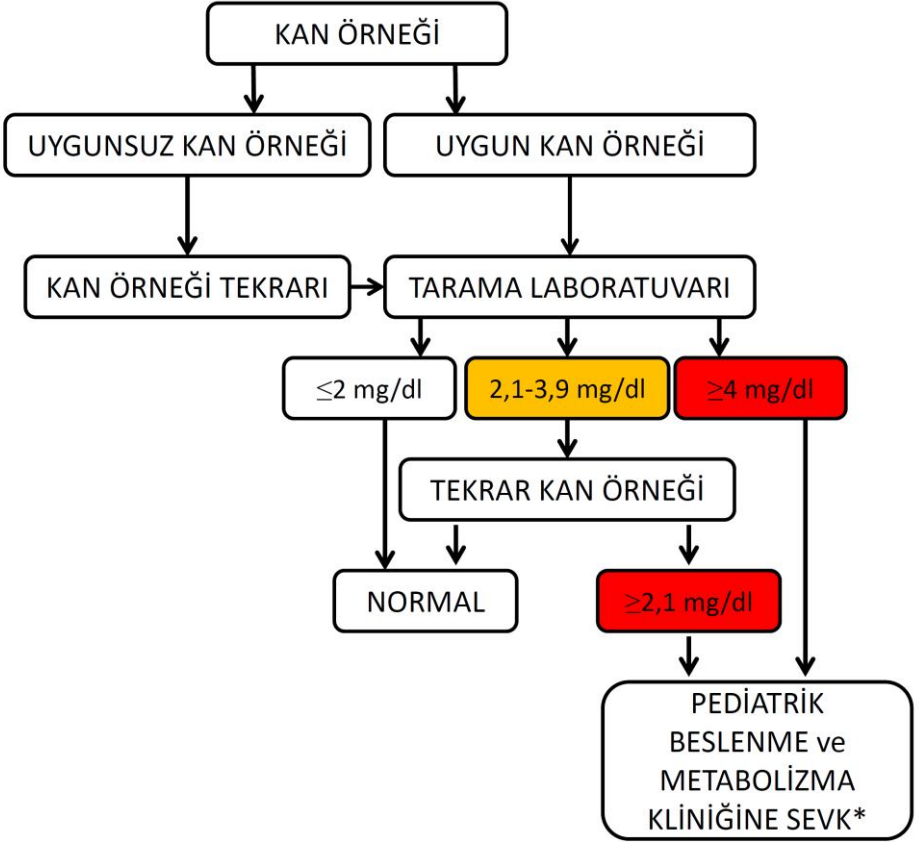 KAN ÖRNEĞİ
UYGUNSUZ KAN ÖRNEĞİ
UYGUN KAN ÖRNEĞİ
KAN ÖRNEĞİ TEKRARI
TARAMA LABORATUVARI
≤2 mg/dl
2,1-3,9 mg/dl
≥4 mg/dl
TEKRAR KAN ÖRNEĞİ
NORMAL
≥2,1 mg/dl
PEDİATRİK
BESLENME ve
METABOLİZMA
KLİNİĞİNE SEVK*